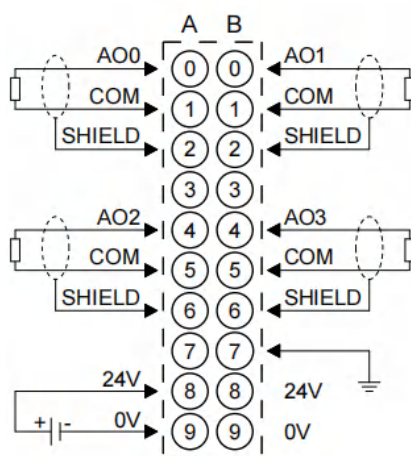 A B
AO0 0 0 AO1
COM 1 1 COM
SHIELD 2 2 SHIELD
3 3
AO2 4 4 AO3
COM 5 5 COM
SHIELD 6 6 SHIELD
7 7
24V 8 8 24V
+ - 0V 9 9 0V